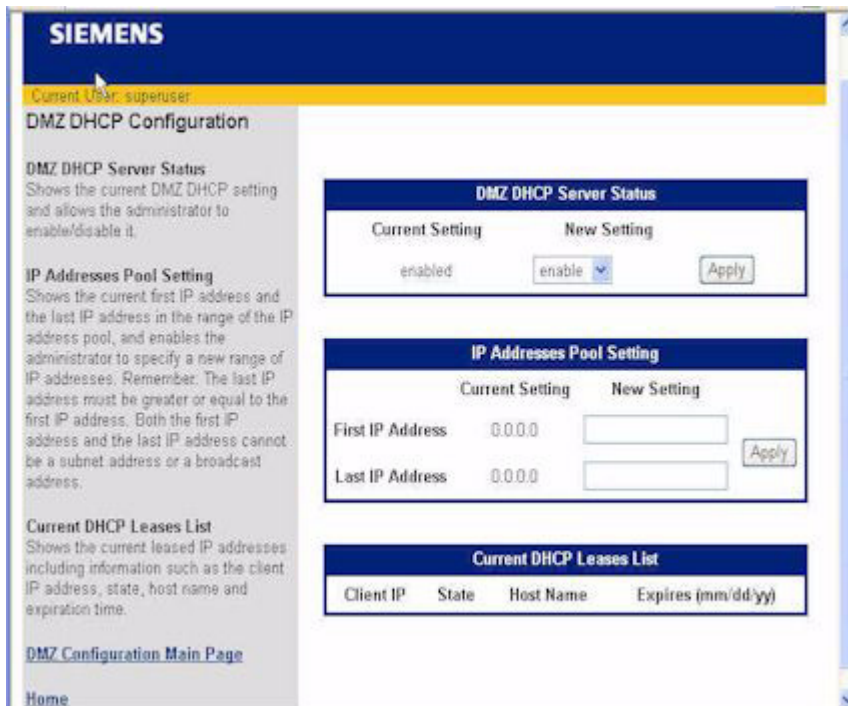 SIEMENS
Current User: superuser
DMZ DHCP Configuration
DMZ DHCP Server Status
Shows the current DMZ DHCP setting
and allows the administrator to
enable/disable it.
IP Addresses Pool Setting
Shows the current first IP address and
the last IP address in the range of the IP
address pool, and enables the
administrator to specify a new range of
IP addresses. Remember: The last IP
address must be greater or equal to the
first IP address. Both the first IP
address and the last IP address cannot
be a subnet address or a broadcast
address.
Current DHCP Leases List
Shows the current leased IP addresses
including information such as the client
IP address, state, host name and
expiration time.
DMZ Configuration Main Page
Home
DMZ DHCP Server Status
Current Setting New Setting
enabled enable Apply
IP Addresses Pool Setting
Current Setting New Setting
First IP Address 0.0.0.0
Apply
Last IP Address 0.0.0.0
Current DHCP Leases List
Client IP State Host Name Expires (mm/dd/yy)